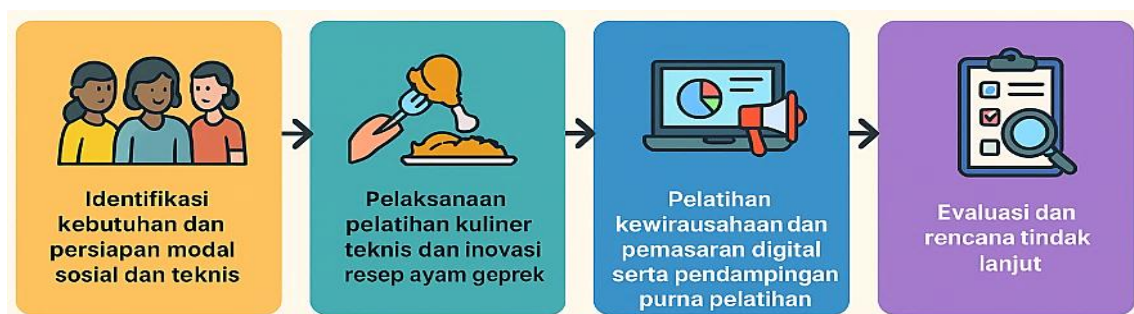 Identifikasi
kebutuhan dan
persiapan modal
sosial dan teknis
Pelaksanaan
pelatihan kuliner
teknis dan inovasi
resep ayam geprek
Pelatihan
kewirausahaan dan
pemasaran digital
serta pendampingan
purna pelatihan
Evaluasi dan
rencana tindak
lanjut